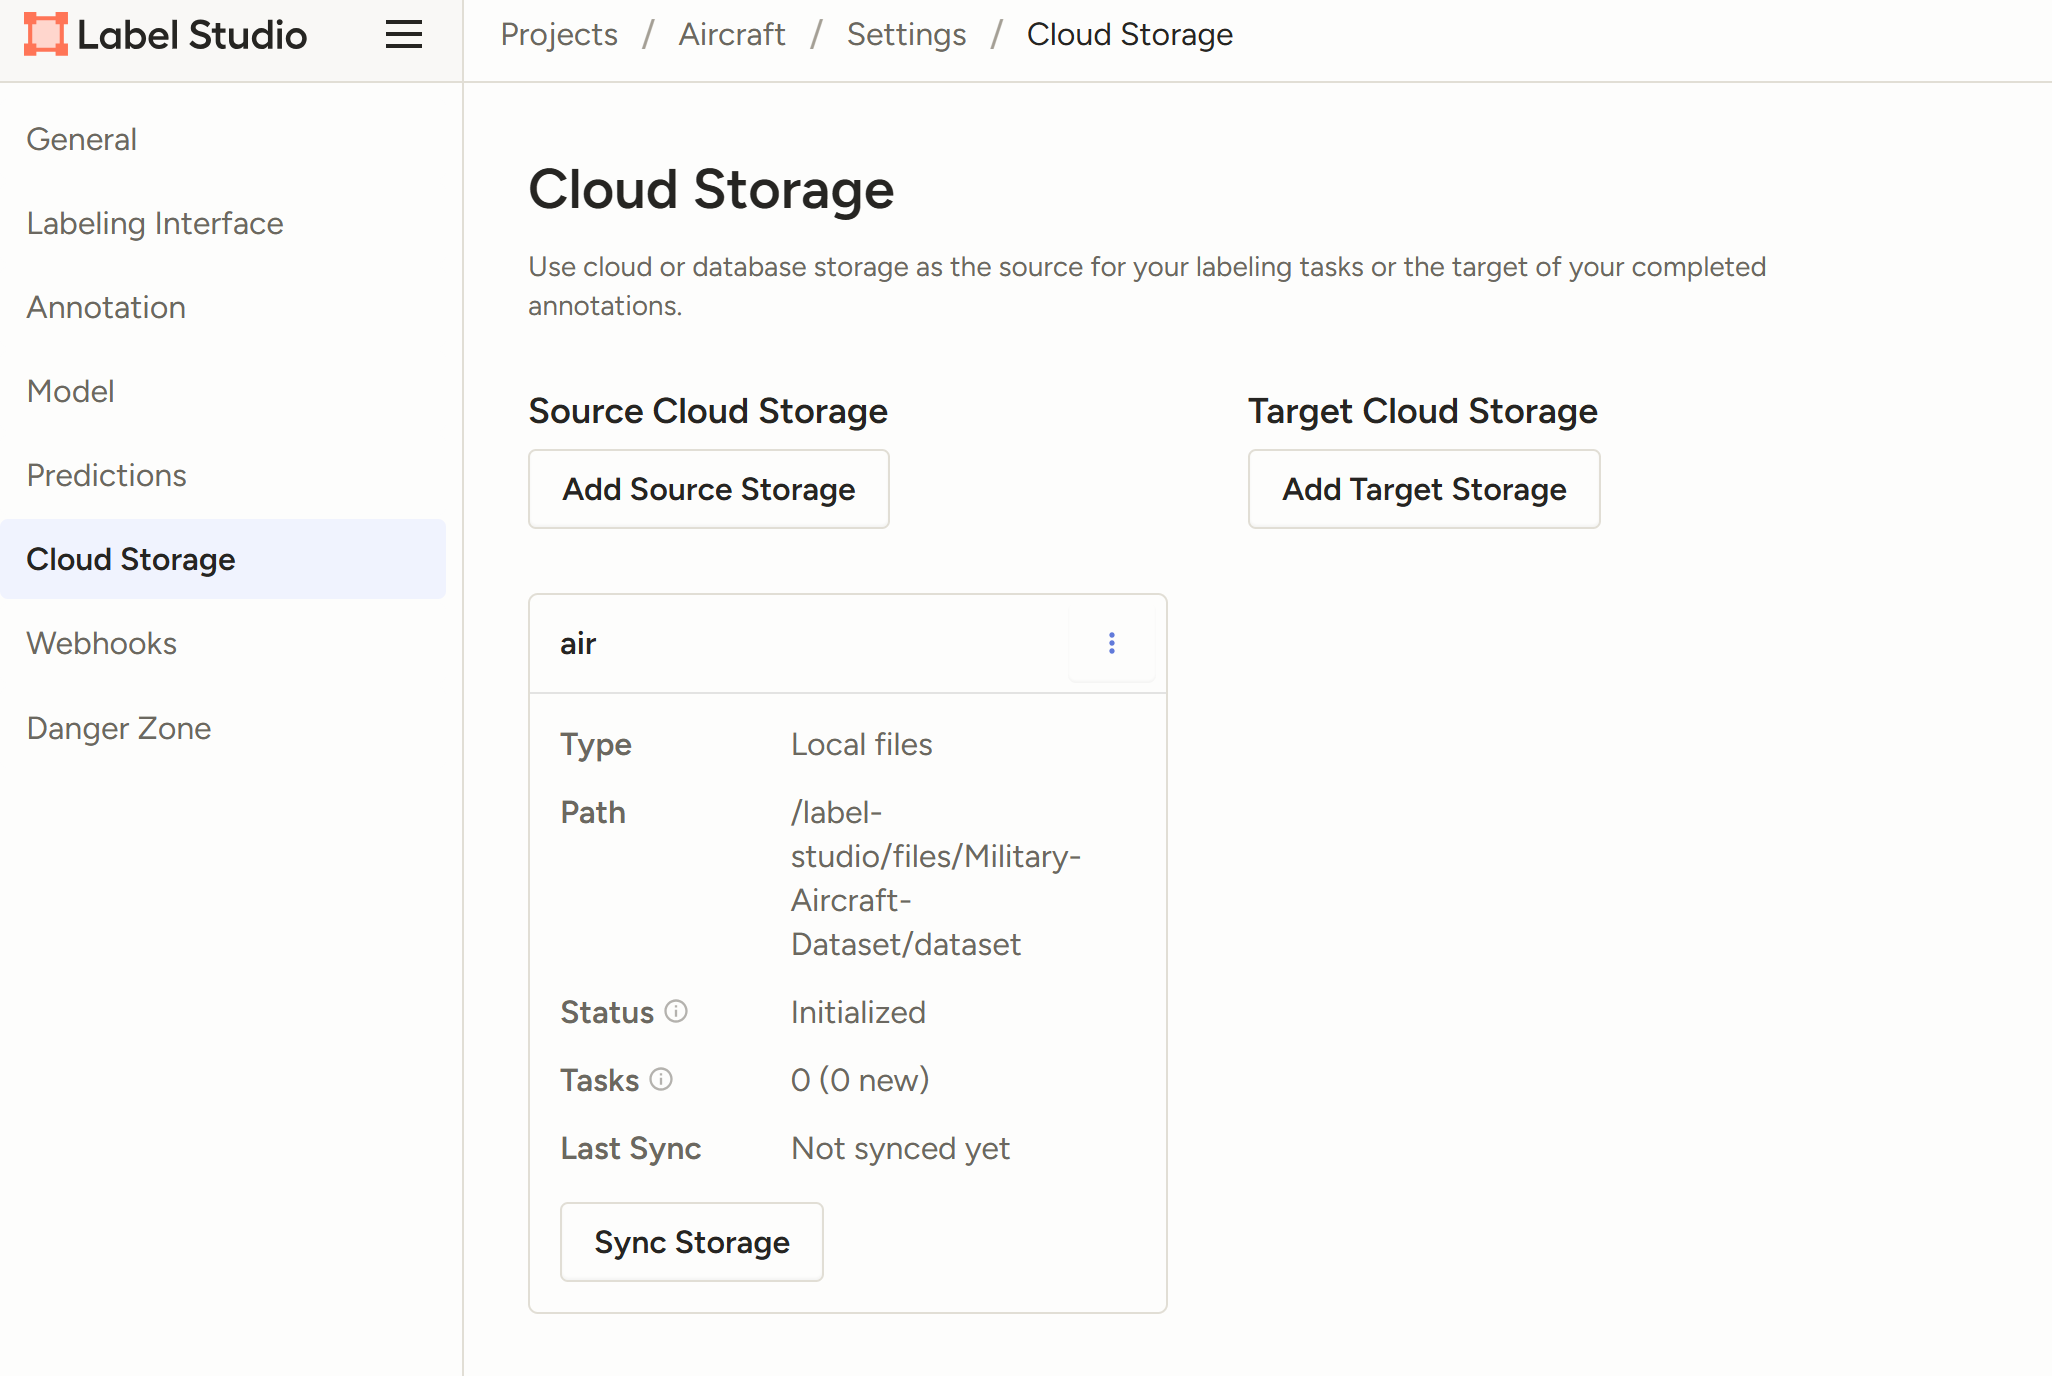 Label Studio
Projects / Aircraft / Settings / Cloud Storage
General
Labeling Interface
Annotation
Model
Predictions
Cloud Storage
Webhooks
Danger Zone
Cloud Storage
Use cloud or database storage as the source for your labeling tasks or the target of your completed
annotations.
Source Cloud Storage
Add Source Storage
Target Cloud Storage
Add Target Storage
air
Type Local files
Path /label-
studio/files/Military-
Aircraft-
Dataset/dataset
Status Initialized
Tasks 0 (0 new)
Last Sync Not synced yet
Sync Storage